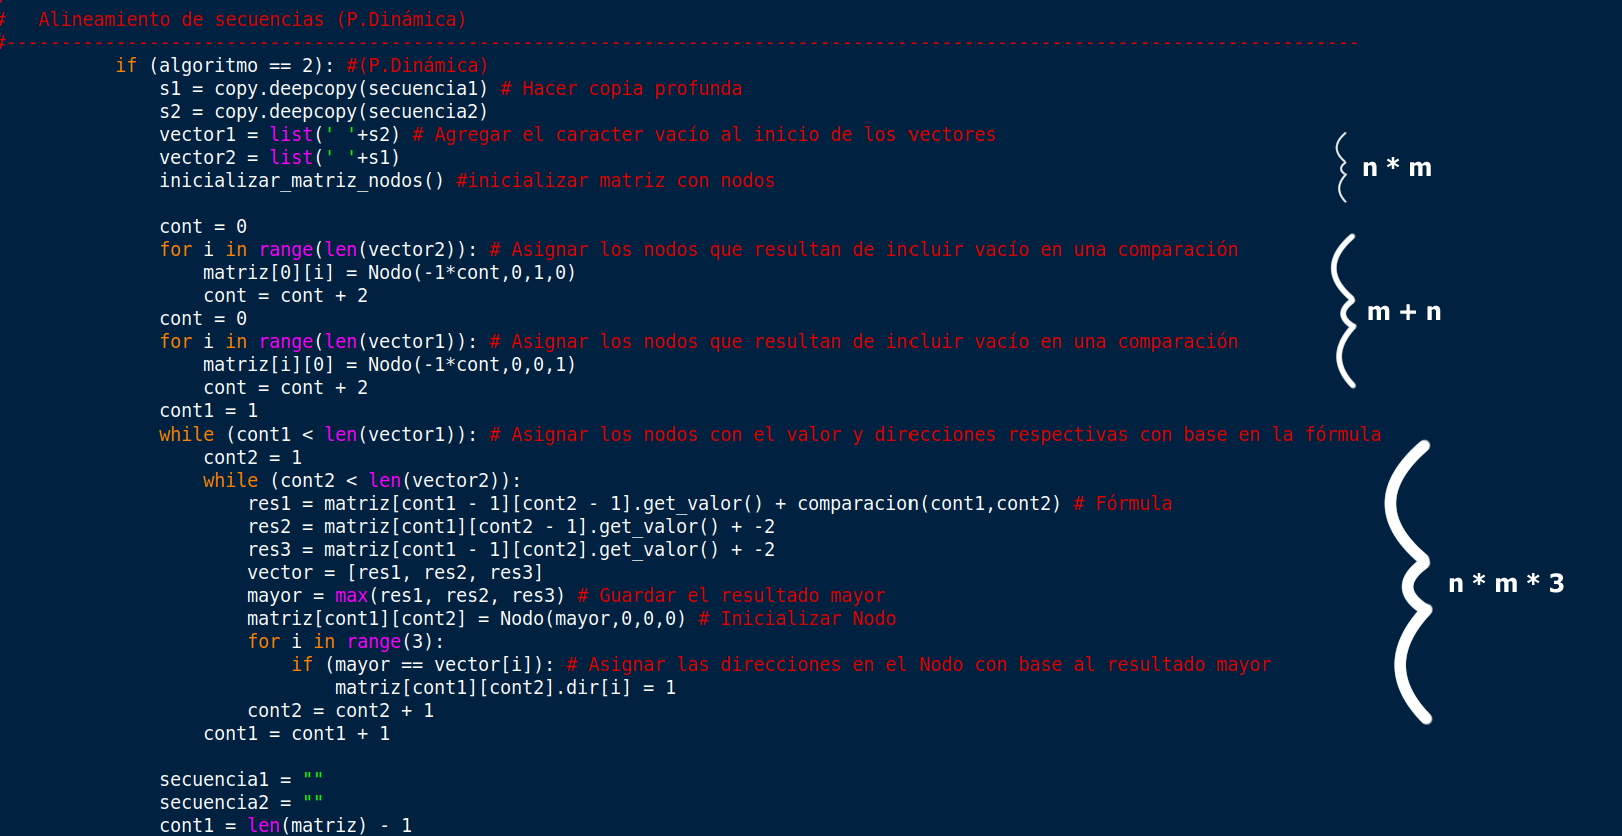 #   Alineamiento de secuencias (P.Dinámica)
#---------------------------------------------------------------------------------------------------------------------------
          if (algoritmo == 2): #(P.Dinámica)
              s1 = copy.deepcopy(secuencia1) # Hacer copia profunda
              s2 = copy.deepcopy(secuencia2)
              vector1 = list(' '+s2) # Agregar el caracter vacío al inicio de los vectores
              vector2 = list(' '+s1)
n * m
              inicializar_matriz_nodos() #inicializar matriz con nodos

              cont = 0
              for i in range(len(vector2)): # Asignar los nodos que resultan de incluir vacío en una comparación
                  matriz[0][i] = Nodo(-1*cont,0,1,0)
                  cont = cont + 2
              cont = 0
m + n
              for i in range(len(vector1)): # Asignar los nodos que resultan de incluir vacío en una comparación
                  matriz[i][0] = Nodo(-1*cont,0,0,1)
                  cont = cont + 2
              cont1 = 1
              while (cont1 < len(vector1)): # Asignar los nodos con el valor y direcciones respectivas con base en la fórmula
                  cont2 = 1
                  while (cont2 < len(vector2)):
                      res1 = matriz[cont1 - 1][cont2 - 1].get_valor() + comparacion(cont1,cont2) # Fórmula
                      res2 = matriz[cont1][cont2 - 1].get_valor() + -2
                      res3 = matriz[cont1 - 1][cont2].get_valor() + -2
                      vector = [res1, res2, res3]
n * m * 3
                      mayor = max(res1, res2, res3) # Guardar el resultado mayor
                      matriz[cont1][cont2] = Nodo(mayor,0,0,0) # Inicializar Nodo
                      for i in range(3):
                          if (mayor == vector[i]): # Asignar las direcciones en el Nodo con base al resultado mayor
                              matriz[cont1][cont2].dir[i] = 1
                      cont2 = cont2 + 1
                  cont1 = cont1 + 1

              secuencia1 = ""
              secuencia2 = ""
              cont1 = len(matriz) - 1